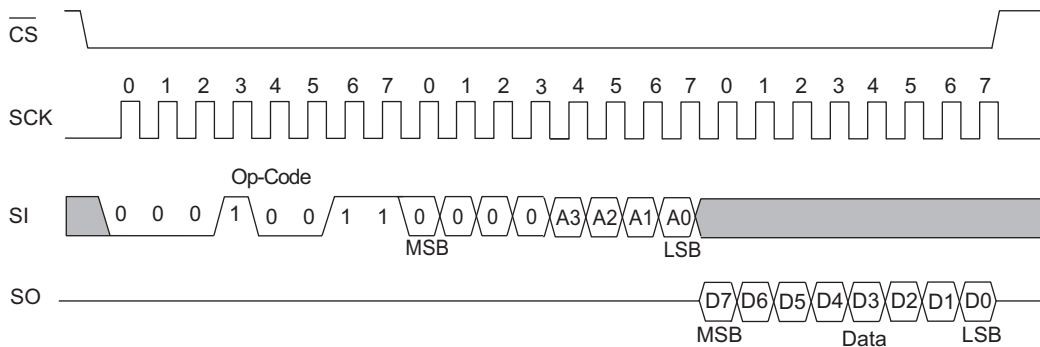 CS
0 1 2 3 4 5 6 7 0 1 2 3 4 5 6 7 0 1 2 3 4 5 6 7
SCK
Op-Code
SI 0 0 0 1 0 0 1 1 0 0 0 0 A3 A2 A1 A0
MSB LSB
SO D7 D6 D5 D4 D3 D2 D1 D0
MSB Data LSB